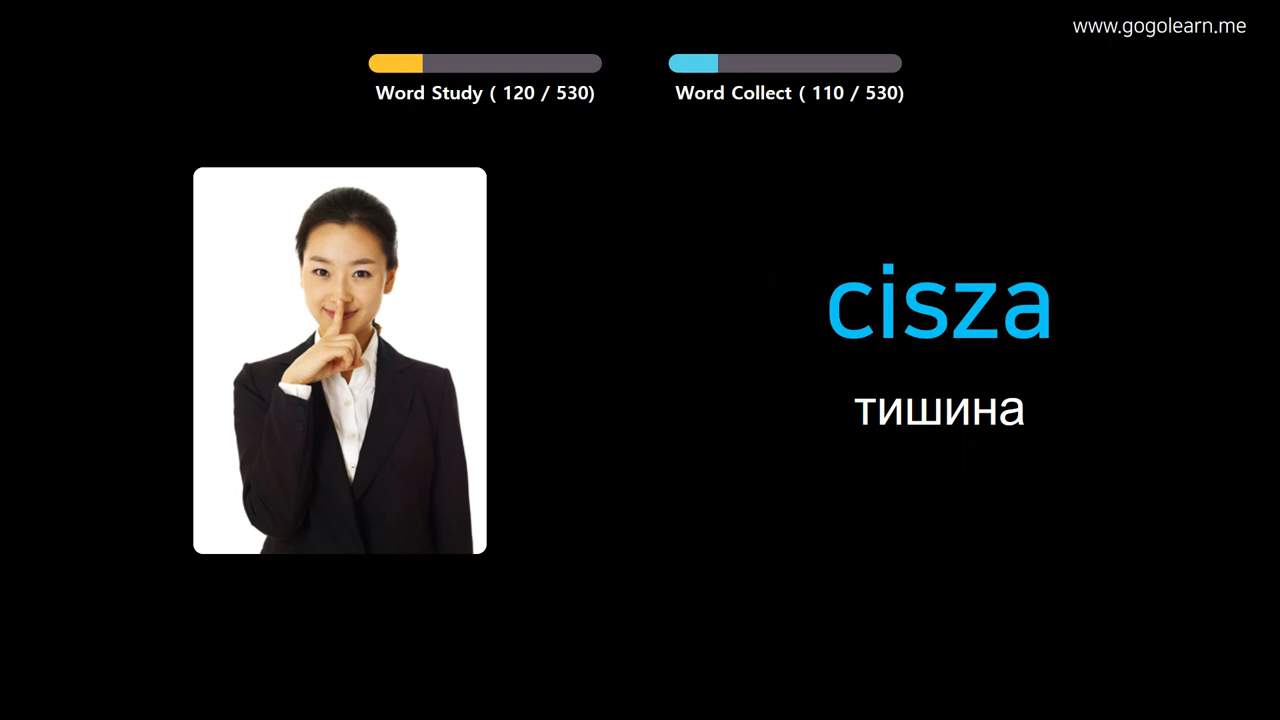 www.gogolearn.me
Word Study ( 120 / 530)
Word Collect ( 110 / 530)
cisza
тишина